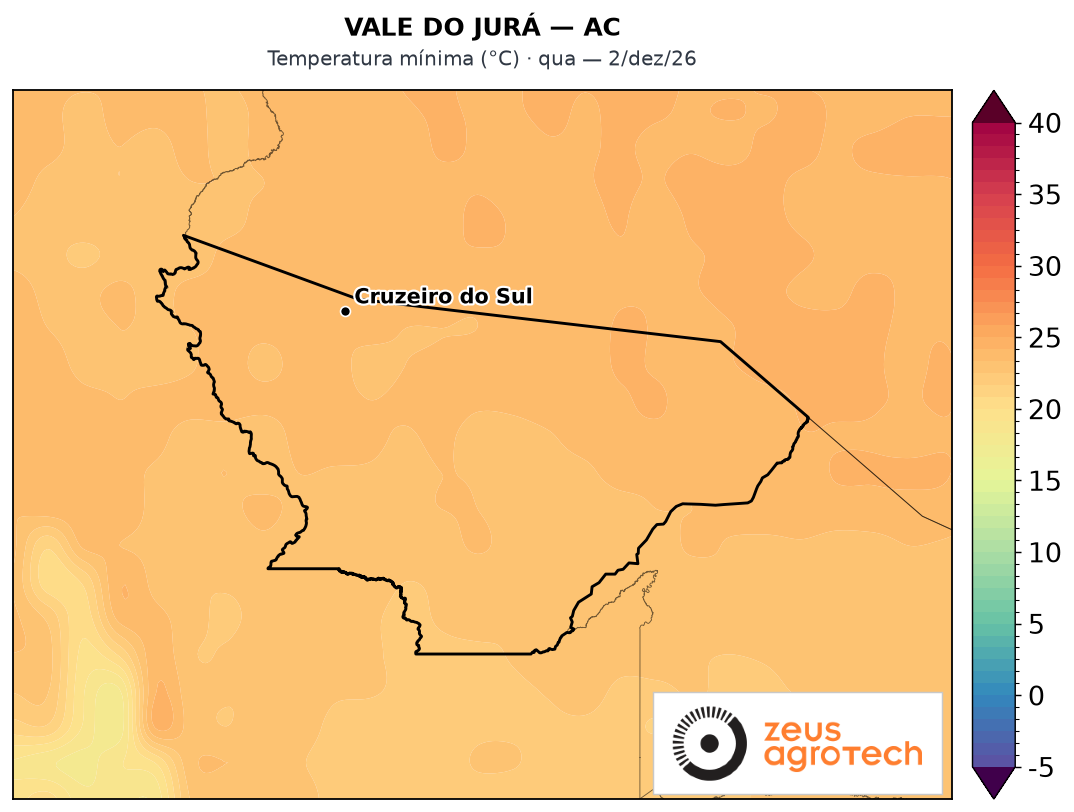 VALE DO JURÁ — AC
Temperatura mínima (°C) · qua — 2/dez/26
Cruzeiro do Sul
40
35
30
25
20
15
10
5
0
-5
zeus
agrotech